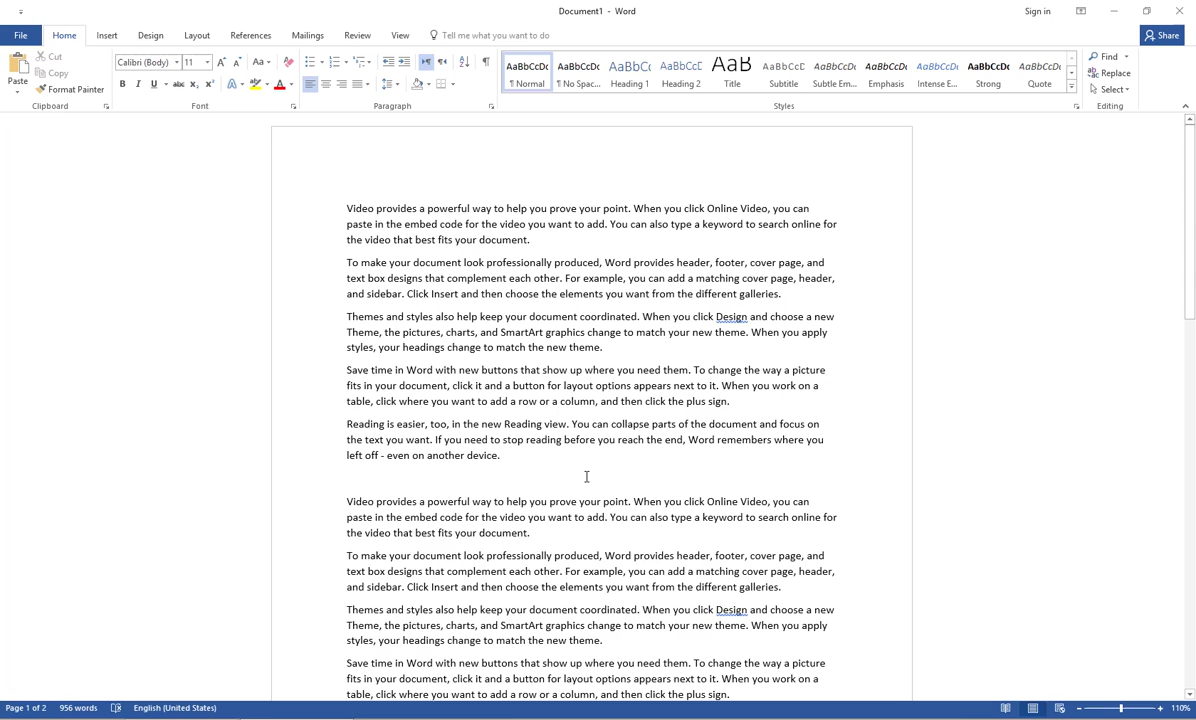 Document1 - Word
Sign in
File Home Insert Design Layout References Mailings Review View Tell me what you want to do Share
Paste
Cut
Copy
Format Painter
Clipboard
Calibri (Body) 11
Font
Paragraph
AaBbCcDc AaBbCcDc AaBbCc AaBbCcC AaB AaBbCcD AaBbCcDc AaBbCcDc AaBbCcDc AaBbCcDc AaBbCcDc
¶ Normal ¶ No Spac... Heading 1 Heading 2 Title Subtitle Subtle Em... Emphasis Intense E... Strong Quote
Styles
Find
Replace
Select
Editing
Video provides a powerful way to help you prove your point. When you click Online Video, you can
paste in the embed code for the video you want to add. You can also type a keyword to search online for
the video that best fits your document.
To make your document look professionally produced, Word provides header, footer, cover page, and
text box designs that complement each other. For example, you can add a matching cover page, header,
and sidebar. Click Insert and then choose the elements you want from the different galleries.
Themes and styles also help keep your document coordinated. When you click Design and choose a new
Theme, the pictures, charts, and SmartArt graphics change to match your new theme. When you apply
styles, your headings change to match the new theme.
Save time in Word with new buttons that show up where you need them. To change the way a picture
fits in your document, click it and a button for layout options appears next to it. When you work on a
table, click where you want to add a row or a column, and then click the plus sign.
Reading is easier, too, in the new Reading view. You can collapse parts of the document and focus on
the text you want. If you need to stop reading before you reach the end, Word remembers where you
left off - even on another device.
Video provides a powerful way to help you prove your point. When you click Online Video, you can
paste in the embed code for the video you want to add. You can also type a keyword to search online for
the video that best fits your document.
To make your document look professionally produced, Word provides header, footer, cover page, and
text box designs that complement each other. For example, you can add a matching cover page, header,
and sidebar. Click Insert and then choose the elements you want from the different galleries.
Themes and styles also help keep your document coordinated. When you click Design and choose a new
Theme, the pictures, charts, and SmartArt graphics change to match your new theme. When you apply
styles, your headings change to match the new theme.
Save time in Word with new buttons that show up where you need them. To change the way a picture
fits in your document, click it and a button for layout options appears next to it. When you work on a
table, click where you want to add a row or a column, and then click the plus sign.
Page 1 of 2 956 words English (United States) 110%